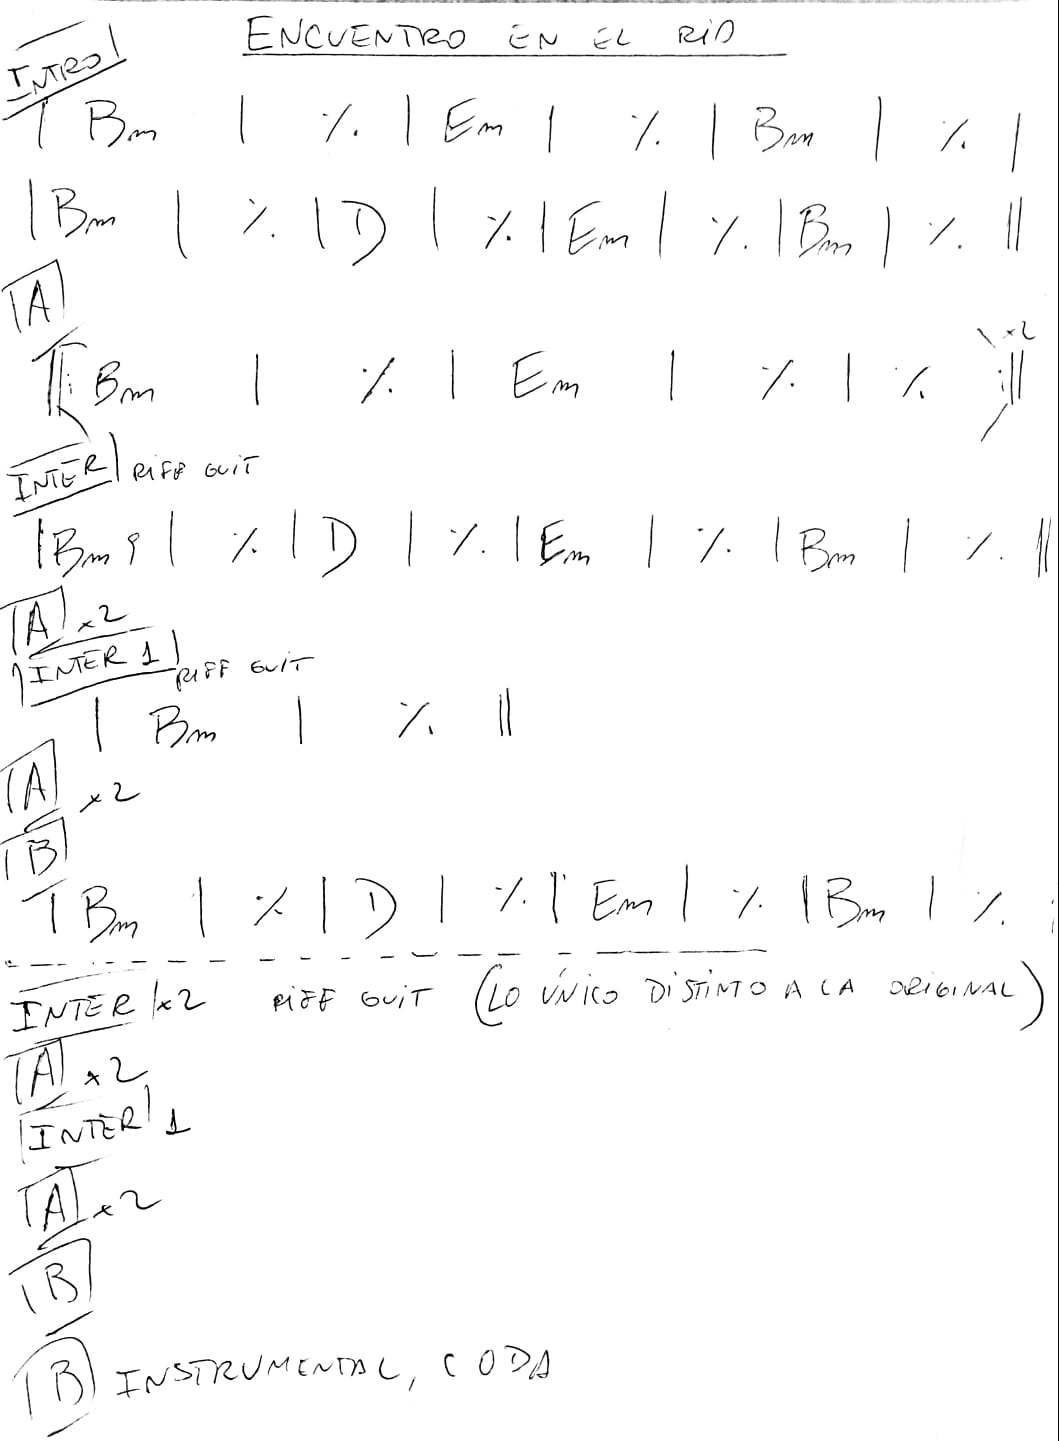 ENCUENTRO EN EL RIO
INTRO
| Bm | % | Em | % | Bm | % |
| Bm | % | D | % | Em | % | Bm | % ||
A
||: Bm | % | Em | % | % :|| x2
INTER RIFF GUIT
| Bm | % | D | % | Em | % | Bm | % ||
A x2
INTER 1 RIFF GUIT
| Bm | % ||
A x2
B
| Bm | % | D | % | Em | % | Bm | %
INTER x2 RIFF GUIT (LO ÚNICO DISTINTO A LA ORIGINAL)
A x2
INTER 1
A x2
B
B INSTRUMENTAL, CODA